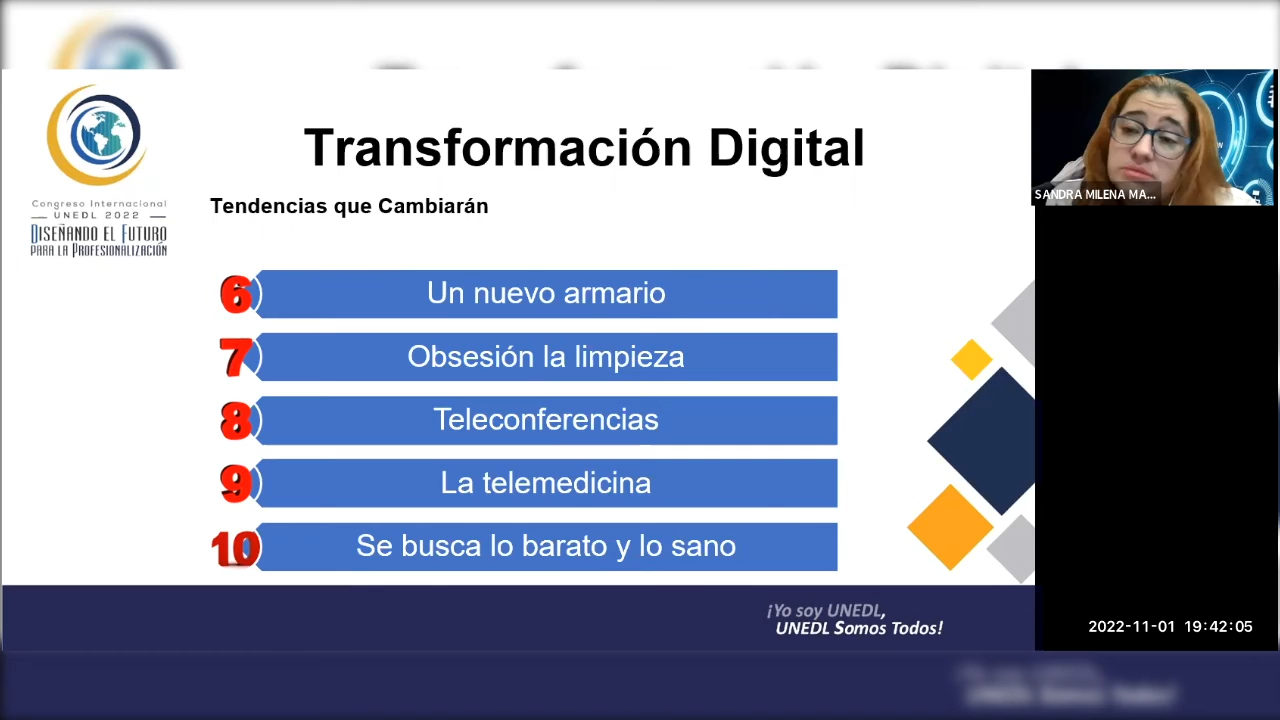 Congreso Internacional
UNEDL 2022
DISEÑANDO EL FUTURO
PARA LA PROFESIONALIZACIÓN
Transformación Digital
Tendencias que Cambiarán
6 Un nuevo armario
7 Obsesión la limpieza
8 Teleconferencias
9 La telemedicina
10 Se busca lo barato y lo sano
¡Yo soy UNEDL,
UNEDL Somos Todos!
SANDRA MILENA MA...
2022-11-01 19:42:05